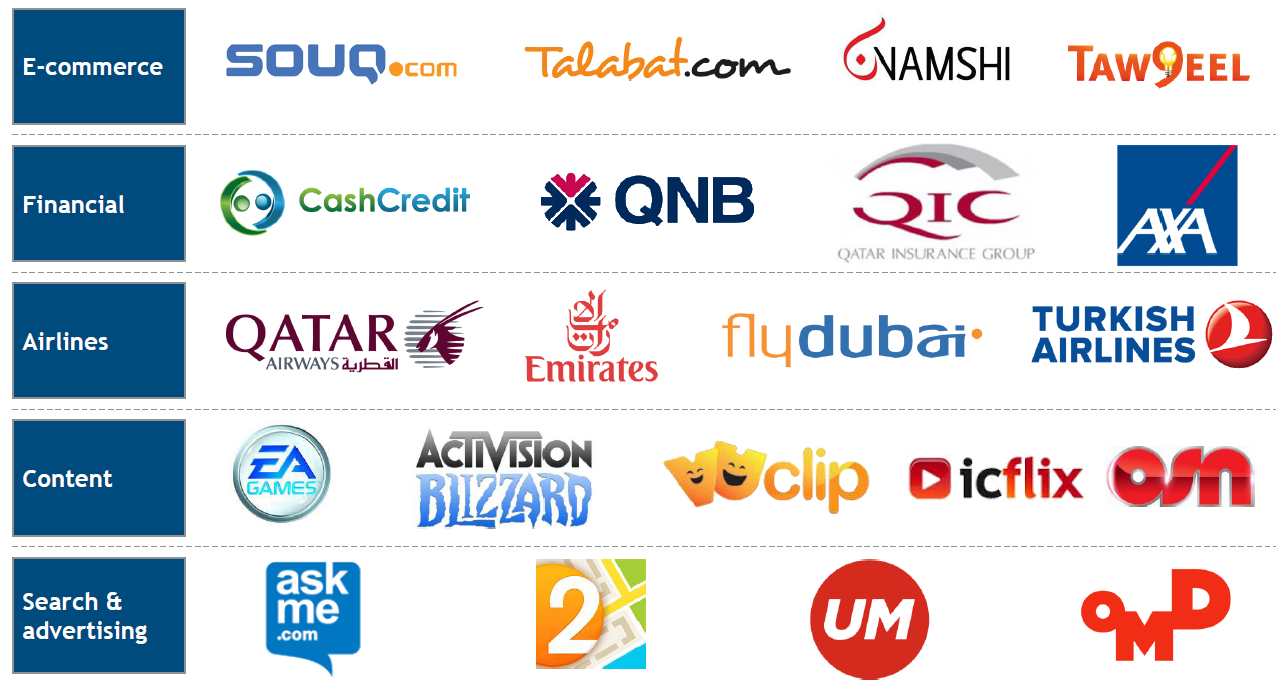 E-commerce
SOUQ.com
Talabat.com
NAMSHI
TAW9EEL
Financial
CashCredit
QNB
QIC
QATAR INSURANCE GROUP
AXA
Airlines
QATAR
AIRWAYS القطرية
Emirates
flydubai
TURKISH
AIRLINES
Content
EA
GAMES
ACTIVISION
BLIZZARD
vuclip
icflix
osn
Search &
advertising
ask
me
.com
2
UM
OMD